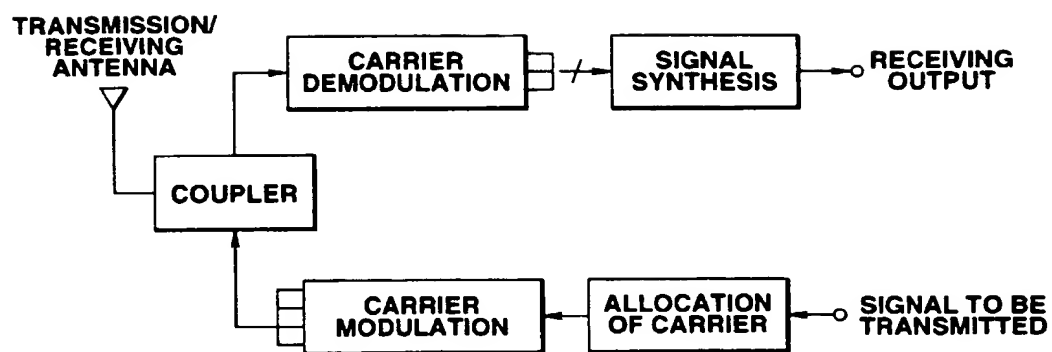 TRANSMISSION/
RECEIVING
ANTENNA
CARRIER
DEMODULATION
SIGNAL
SYNTHESIS
RECEIVING
OUTPUT
COUPLER
CARRIER
MODULATION
ALLOCATION
OF CARRIER
SIGNAL TO BE
TRANSMITTED